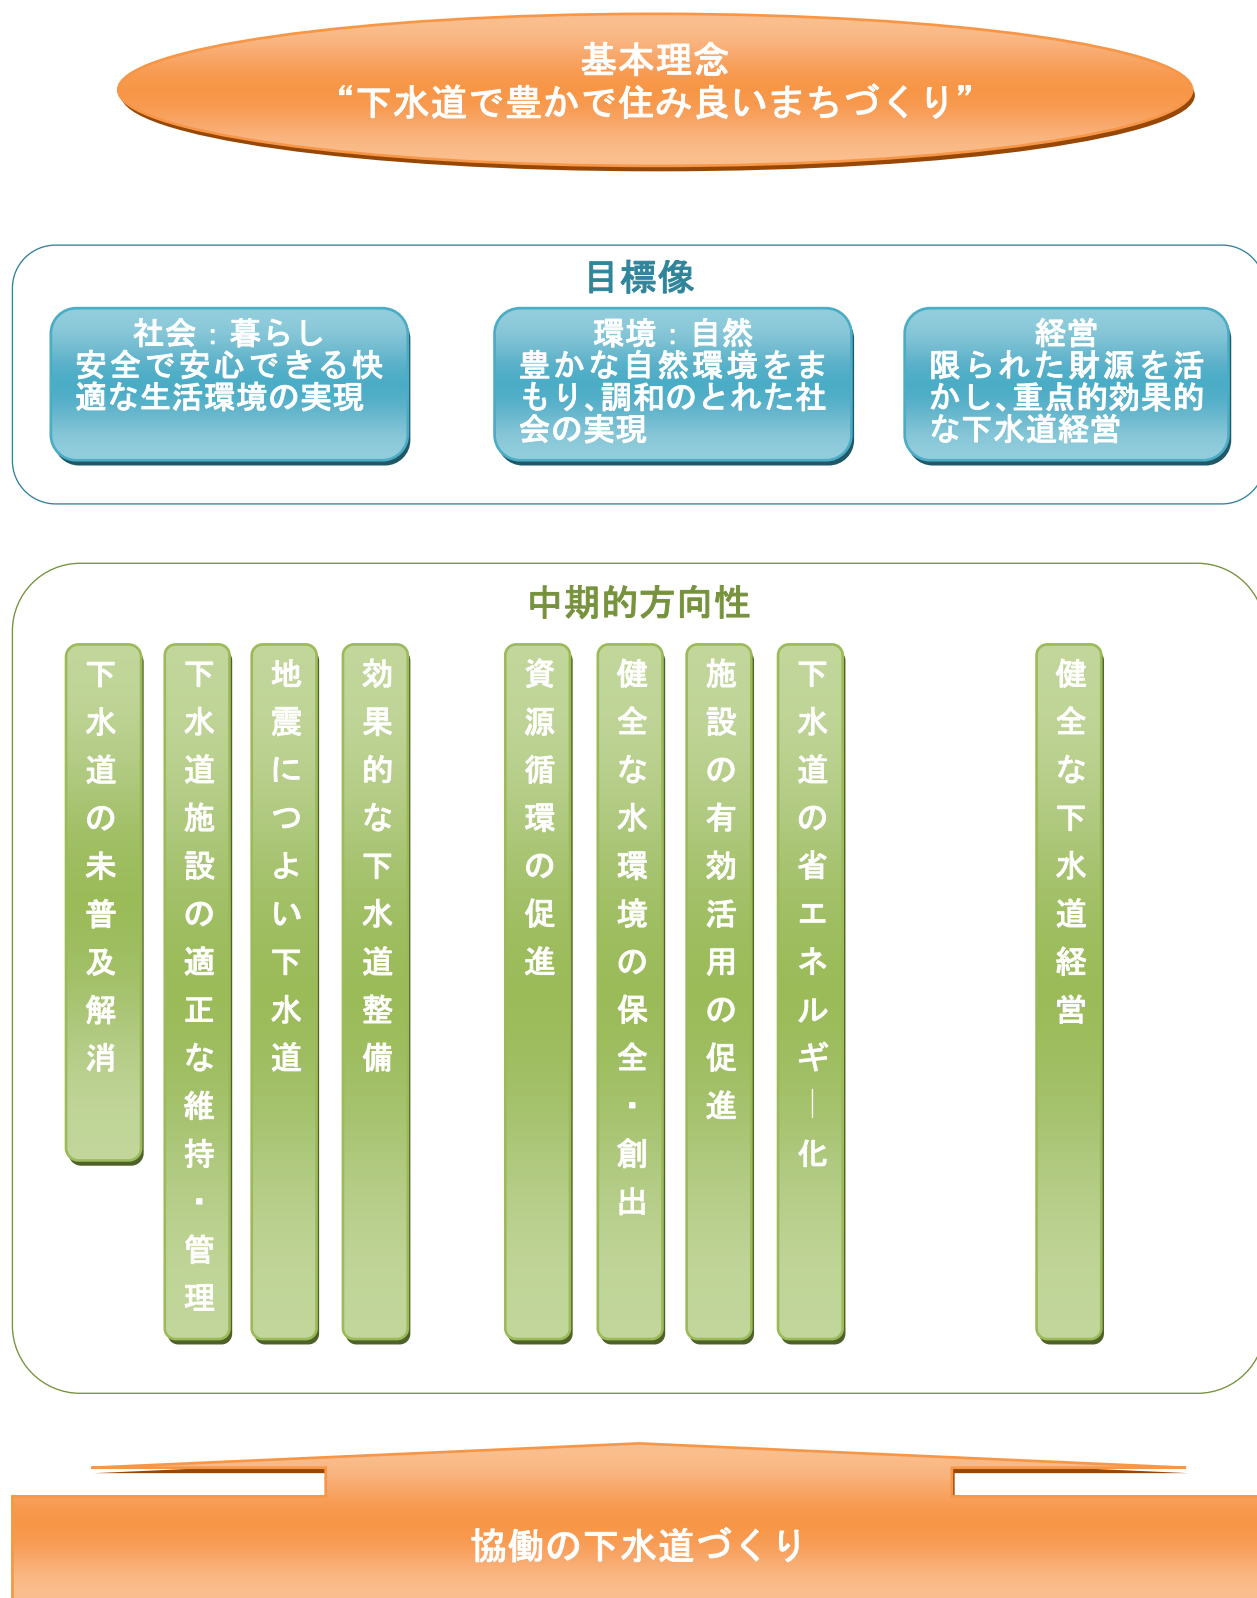 基本理念
“下水道で豊かで住み良いまちづくり”
目標像
社会：暮らし
安全で安心できる快
適な生活環境の実現
環境：自然
豊かな自然環境をま
もり、調和のとれた社
会の実現
経営
限られた財源を活
かし、重点的効果的
な下水道経営
中期的方向性
下水道の未普及解消
下水道施設の適正な維持・管理
地震につよい下水道
効果的な下水道整備
資源循環の促進
健全な水環境の保全・創出
施設の有効活用の促進
下水道の省エネルギー化
健全な下水道経営
協働の下水道づくり